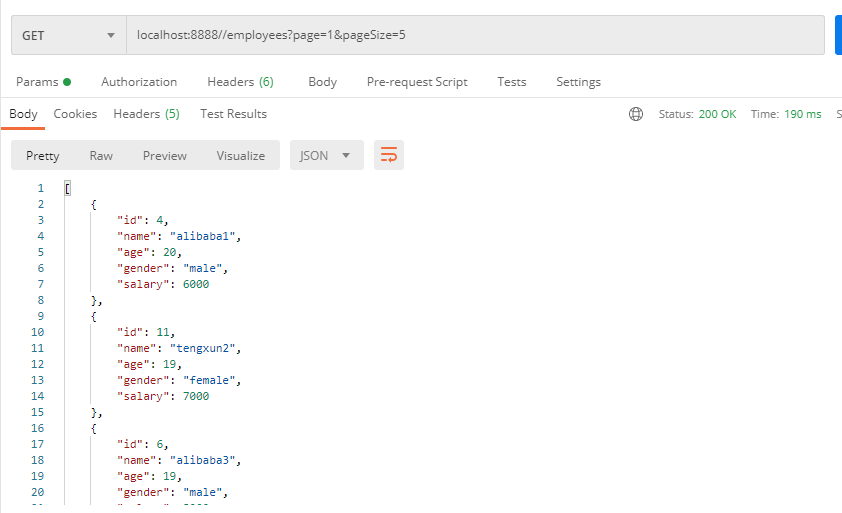 GET localhost:8888//employees?page=1&pageSize=5
Params Authorization Headers (6) Body Pre-request Script Tests Settings
Body Cookies Headers (5) Test Results Status: 200 OK Time: 190 ms S
Pretty Raw Preview Visualize JSON
1 [
2 {
3 "id": 4,
4 "name": "alibaba1",
5 "age": 20,
6 "gender": "male",
7 "salary": 6000
8 },
9 {
10 "id": 11,
11 "name": "tengxun2",
12 "age": 19,
13 "gender": "female",
14 "salary": 7000
15 },
16 {
17 "id": 6,
18 "name": "alibaba3",
19 "age": 19,
20 "gender": "male",